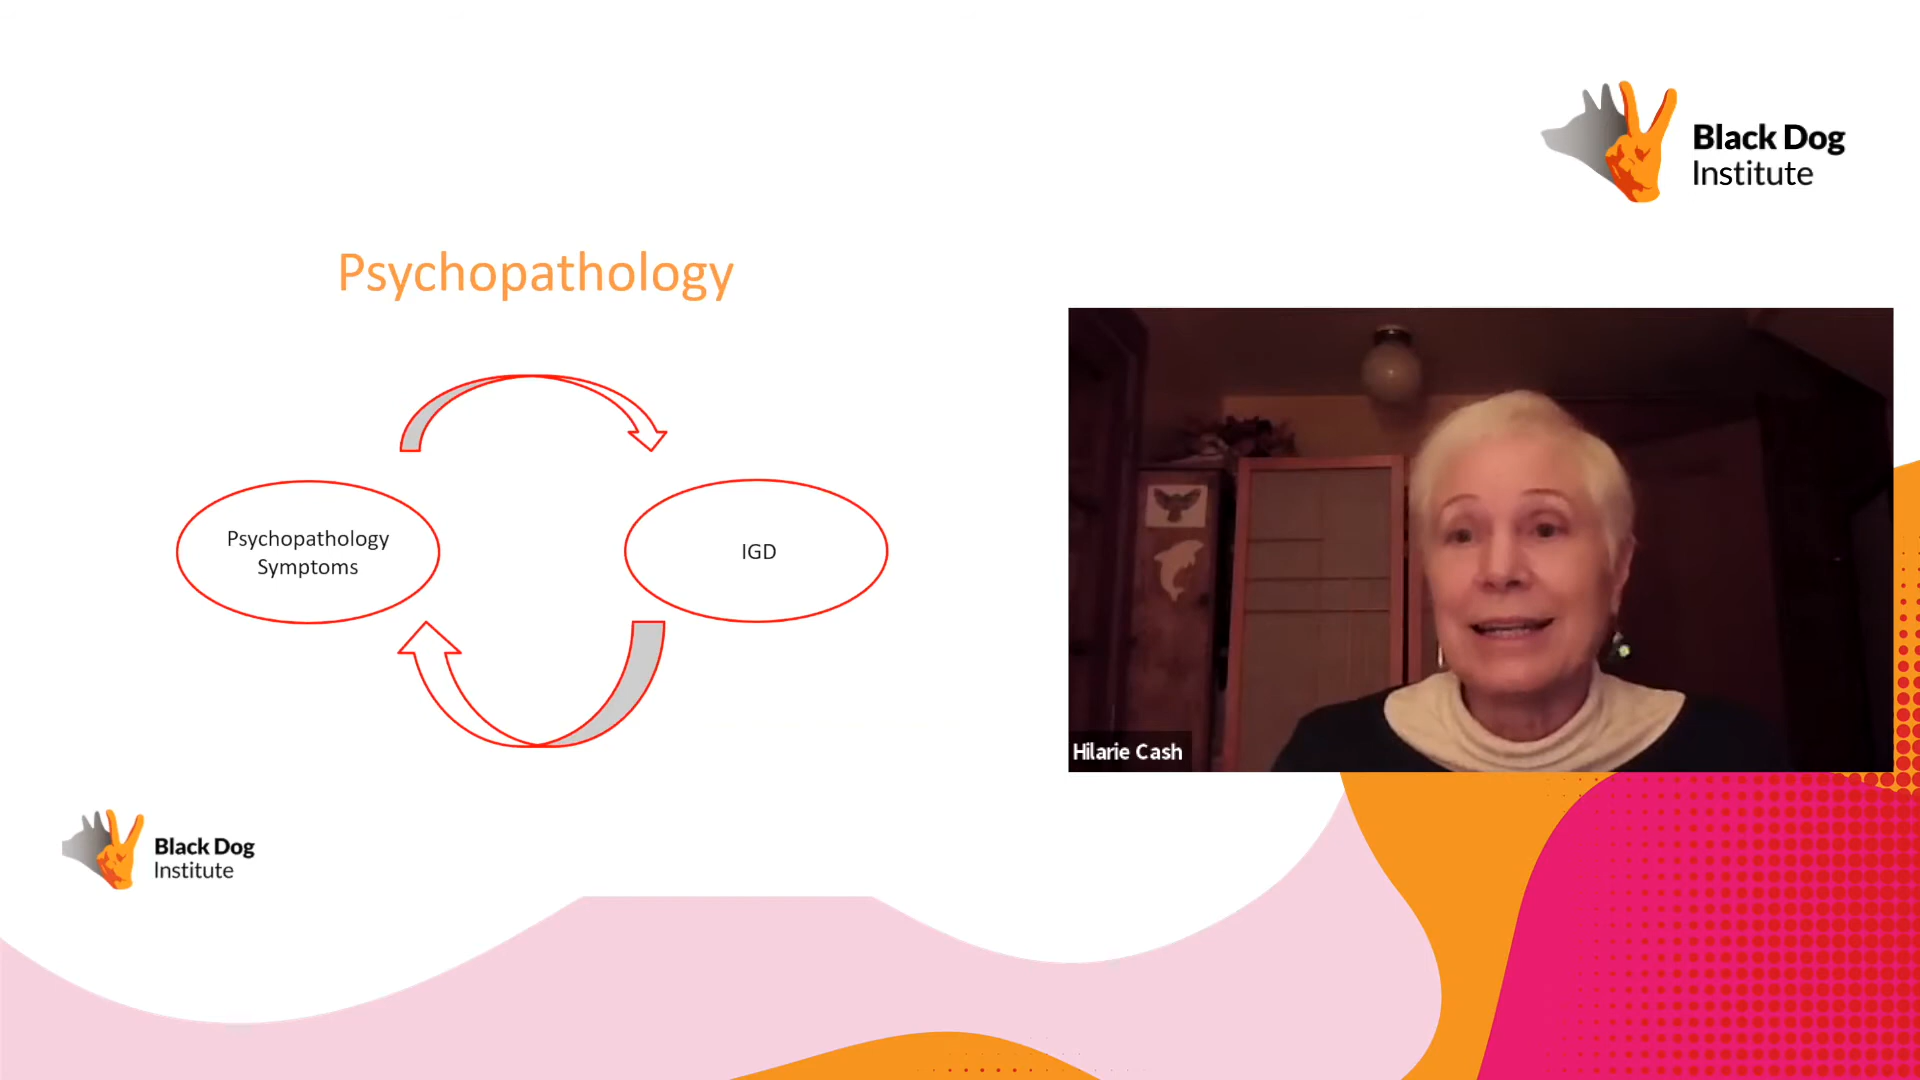 Black Dog
Institute
Psychopathology
Psychopathology
Symptoms
IGD
Hilarie Cash
Black Dog
Institute